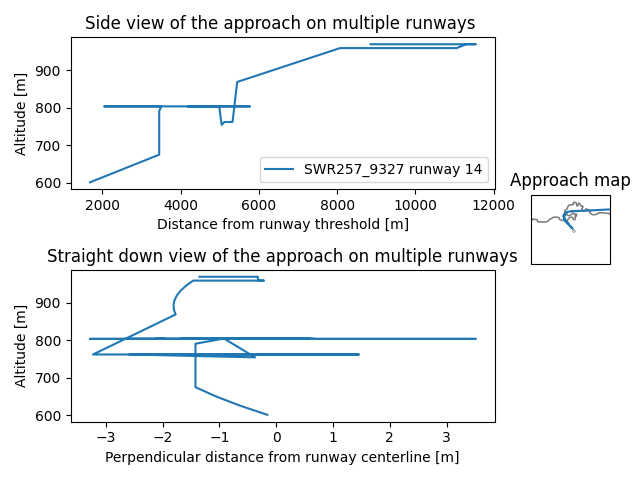 Side view of the approach on multiple runways
Altitude [m]
900
800
700
600
SWR257_9327 runway 14
2000 4000 6000 8000 10000 12000
Distance from runway threshold [m]
Approach map
Straight down view of the approach on multiple runways
Altitude [m]
900
800
700
600
−3 −2 −1 0 1 2 3
Perpendicular distance from runway centerline [m]